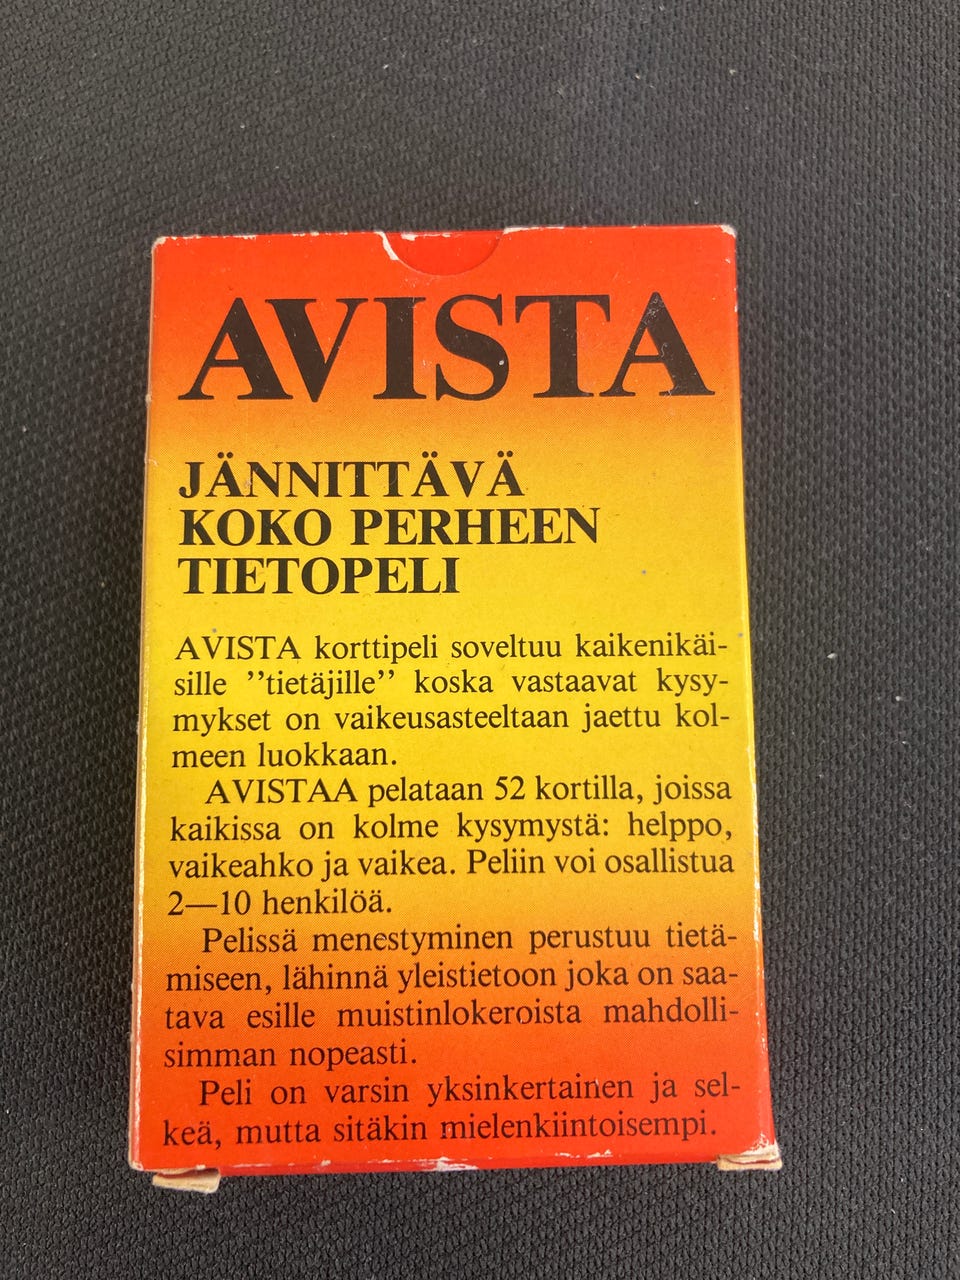 AVISTA
JÄNNITTÄVÄ
KOKO PERHEEN
TIETOPELI
AVISTA korttipeli soveltuu kaikenikäi-
sille ”tietäjille” koska vastaavat kysy-
mykset on vaikeusasteeltaan jaettu kol-
meen luokkaan.
AVISTAA pelataan 52 kortilla, joissa
kaikissa on kolme kysymystä: helppo,
vaikeahko ja vaikea. Peliin voi osallistua
2—10 henkilöä.
Pelissä menestyminen perustuu tietä-
miseen, lähinnä yleistietoon joka on saa-
tava esille muistinlokeroista mahdolli-
simman nopeasti.
Peli on varsin yksinkertainen ja sel-
keä, mutta sitäkin mielenkiintoisempi.